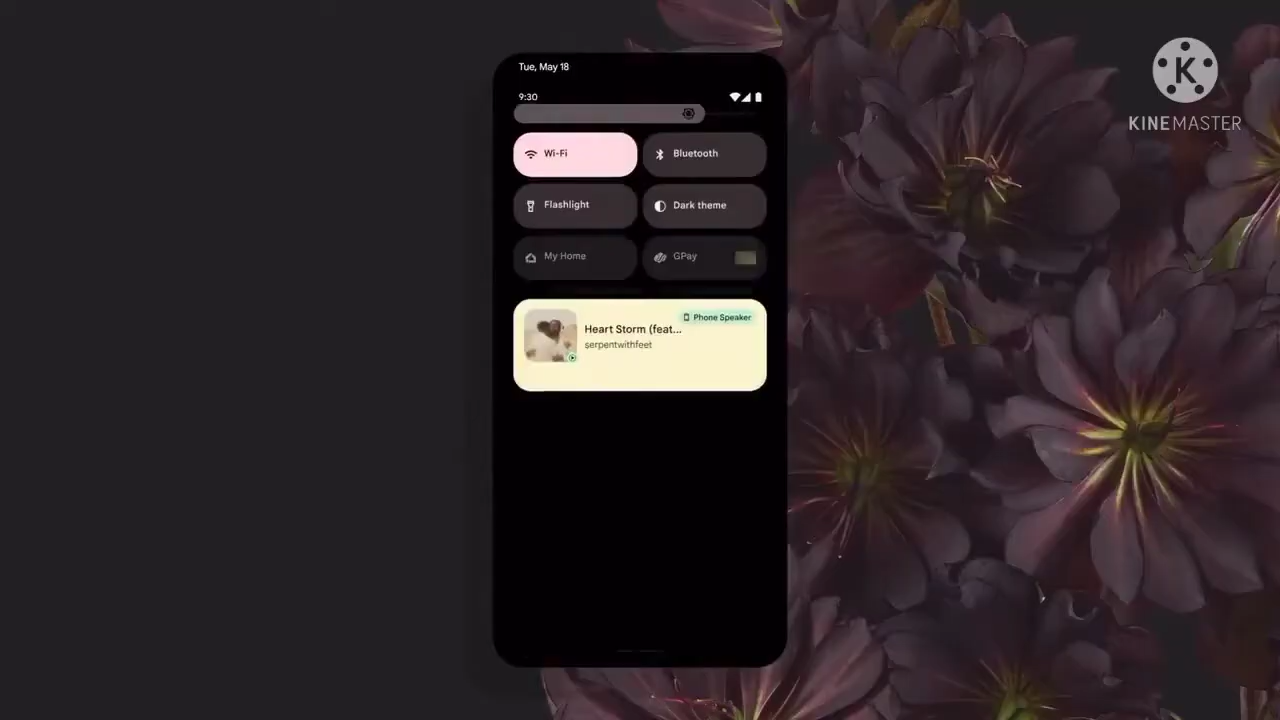 Tue, May 18
9:30
Wi-Fi
Bluetooth
Flashlight
Dark theme
My Home
GPay
Phone Speaker
Heart Storm (feat...
serpentwithfeet
K
KINEMASTER